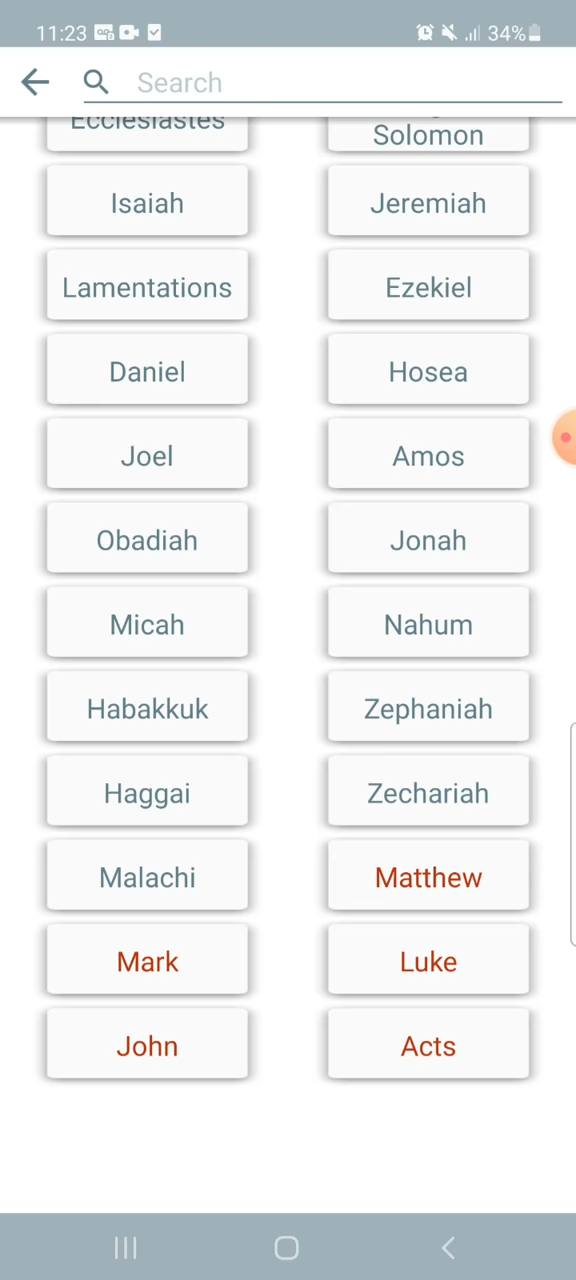 11:23
34%
Search
Ecclesiastes
Solomon
Isaiah
Jeremiah
Lamentations
Ezekiel
Daniel
Hosea
Joel
Amos
Obadiah
Jonah
Micah
Nahum
Habakkuk
Zephaniah
Haggai
Zechariah
Malachi
Matthew
Mark
Luke
John
Acts